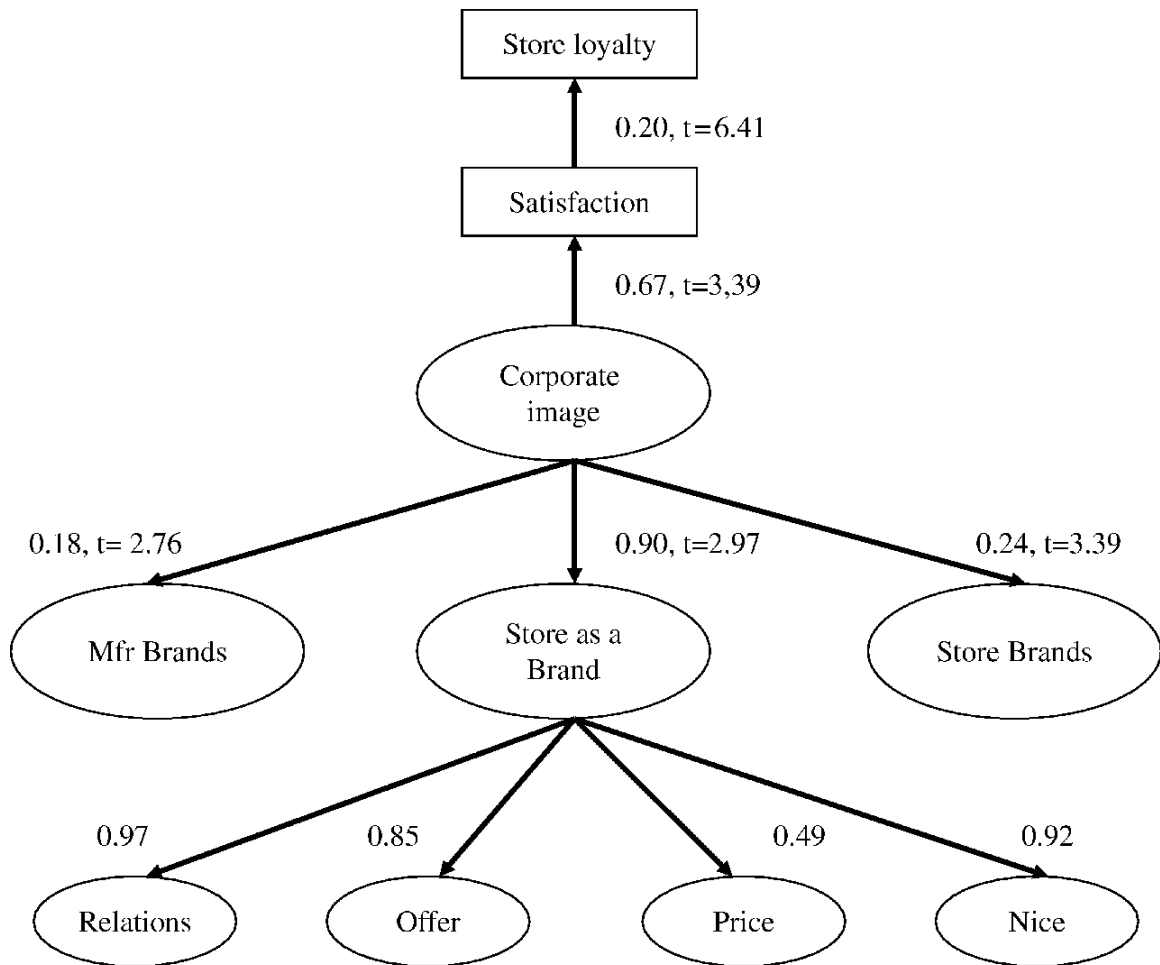 Store loyalty
0.20, t=6.41
Satisfaction
0.67, t=3,39
Corporate
image
0.18, t= 2.76
0.90, t=2.97
0.24, t=3.39
Mfr Brands
Store as a
Brand
Store Brands
0.97
0.85
0.49
0.92
Relations
Offer
Price
Nice